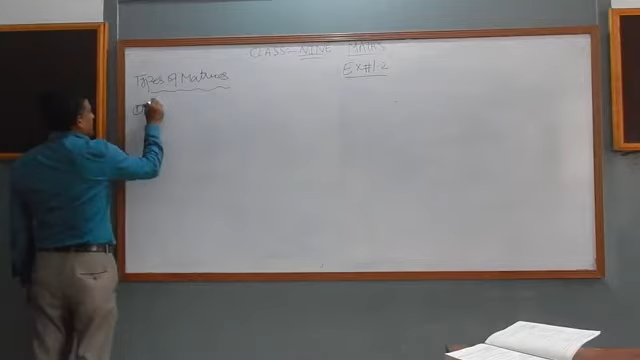 CLASS - NINE MATHS
Ex#1.2
Types of Matrices